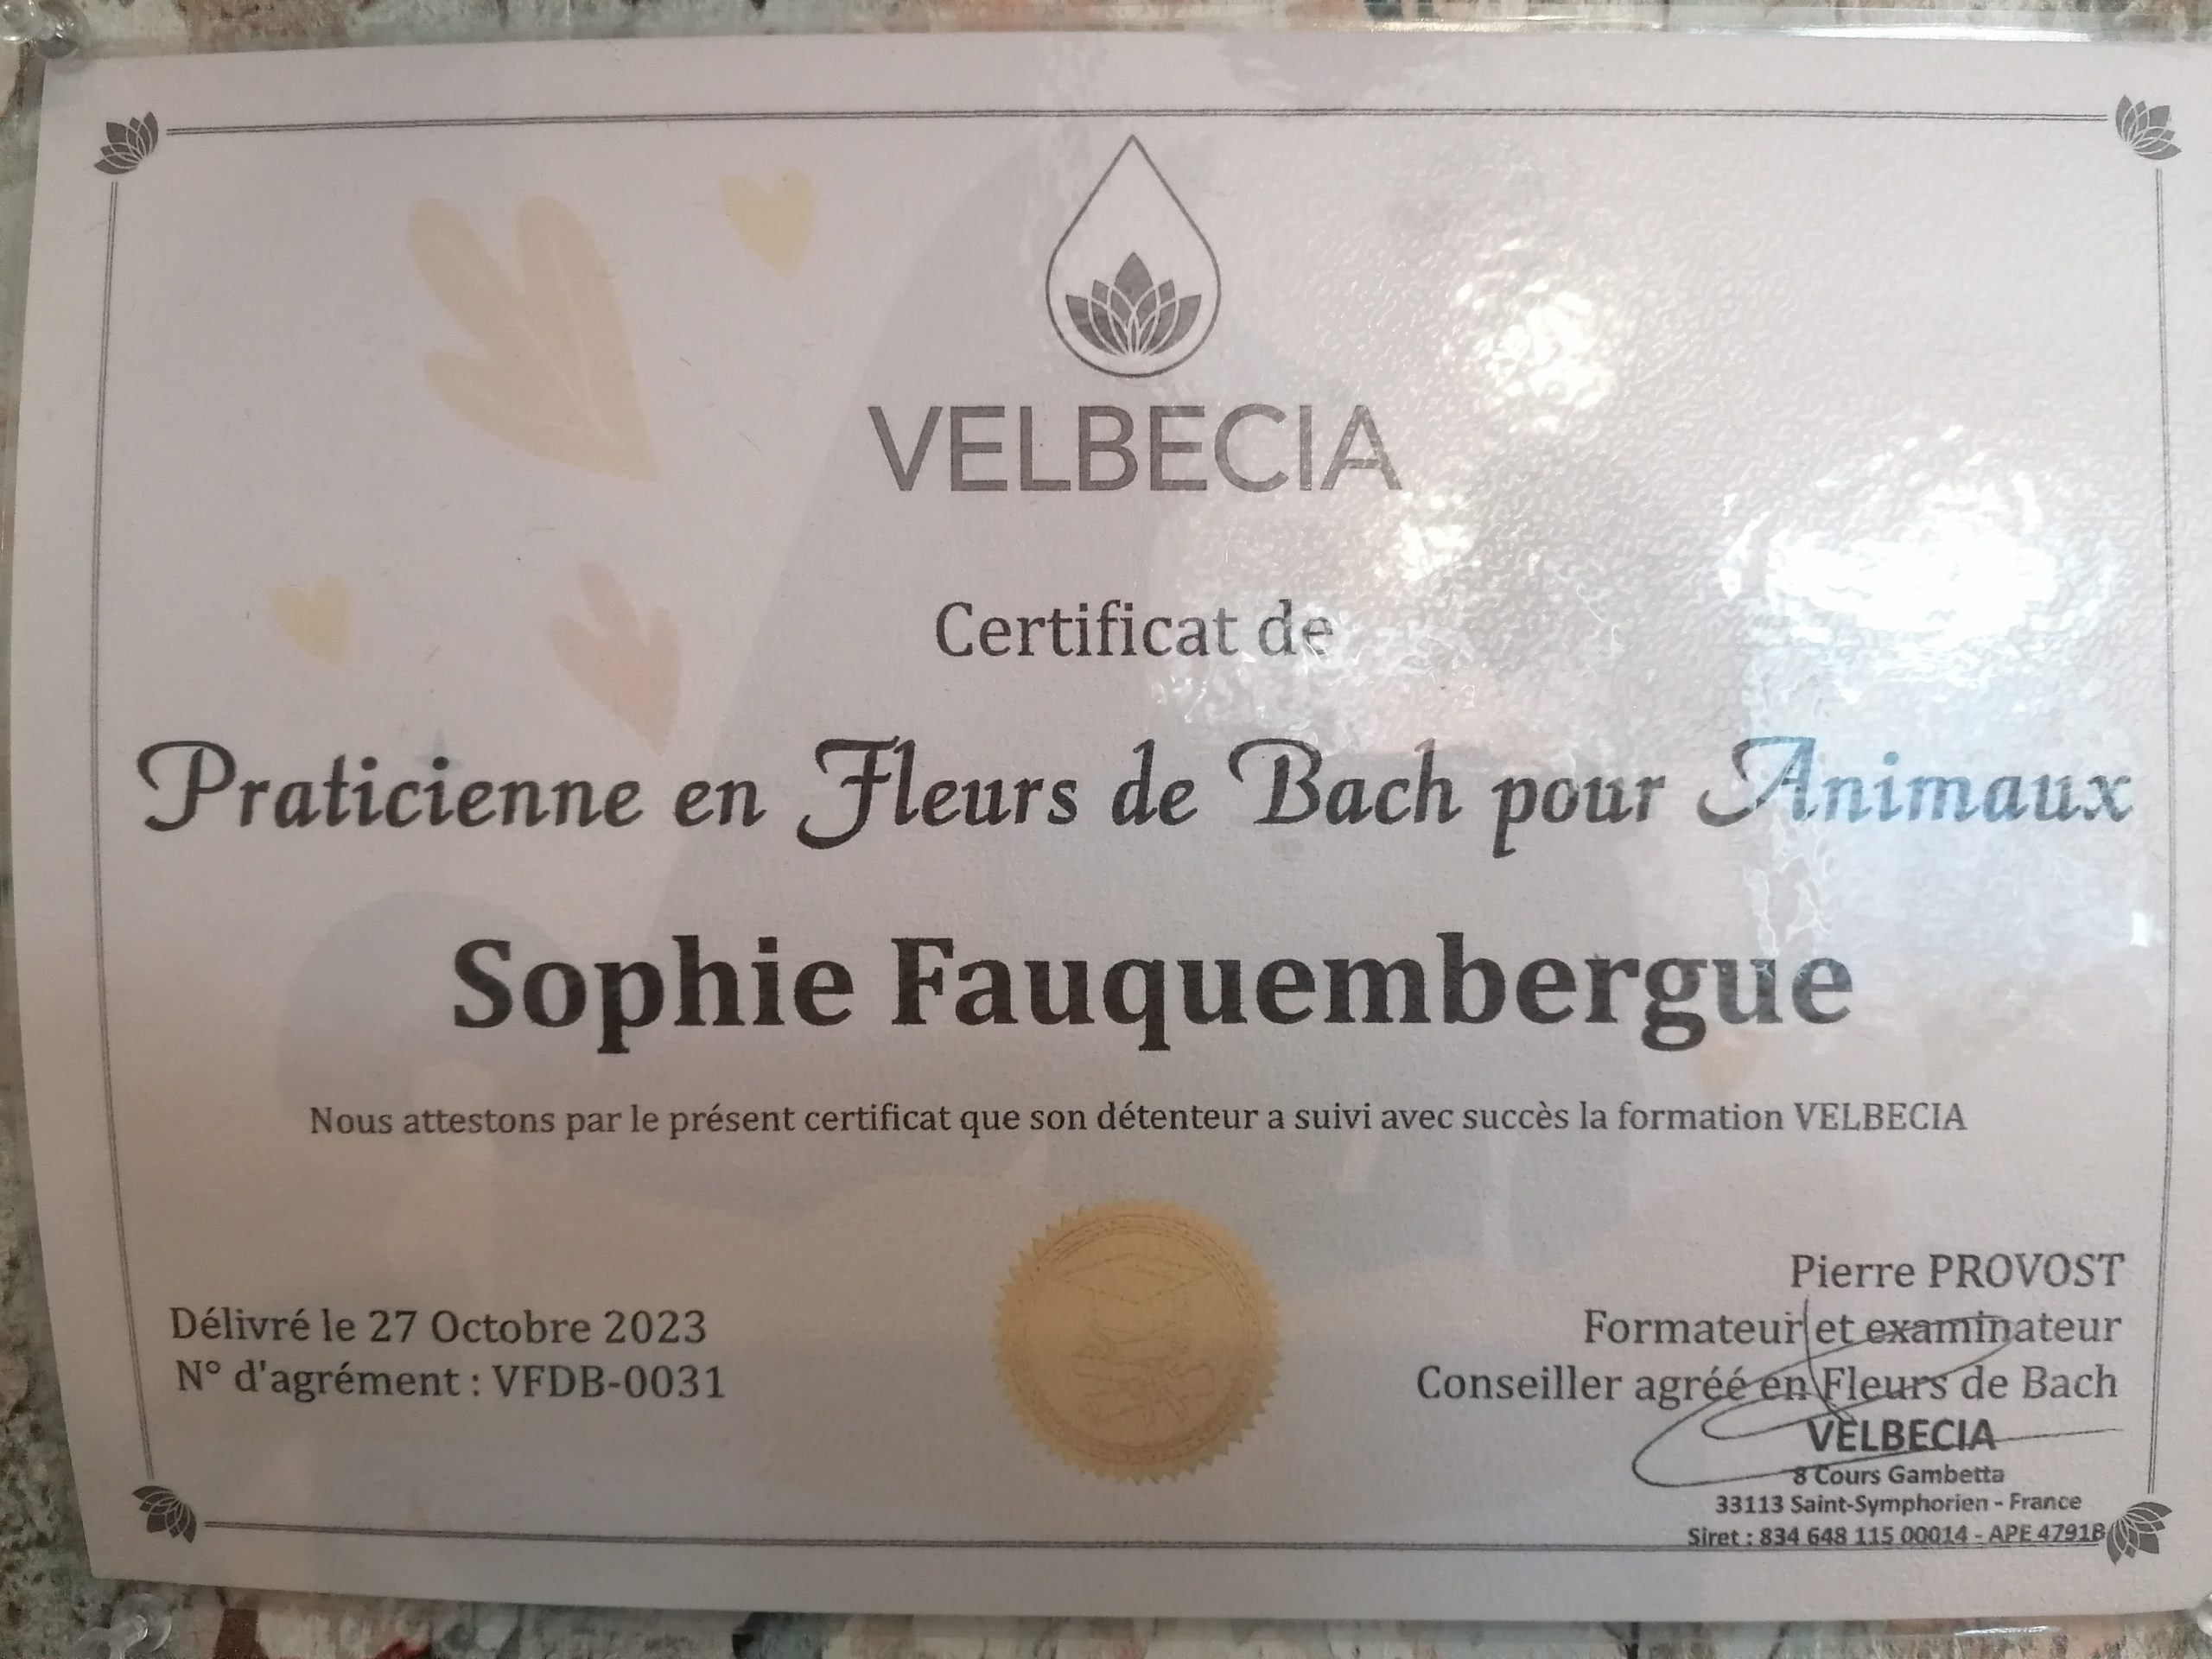 VELBECIA
Certificat de
Praticienne en Fleurs de Bach pour Animaux
Sophie Fauquembergue
Nous attestons par le présent certificat que son détenteur a suivi avec succès la formation VELBECIA
Délivré le 27 Octobre 2023
N° d'agrément : VFDB-0031
Pierre PROVOST
Formateur et examinateur
Conseiller agréé en Fleurs de Bach
VELBECIA
8 Cours Gambetta
33113 Saint-Symphorien - France
Siret : 834 648 115 00014 - APE 4791B